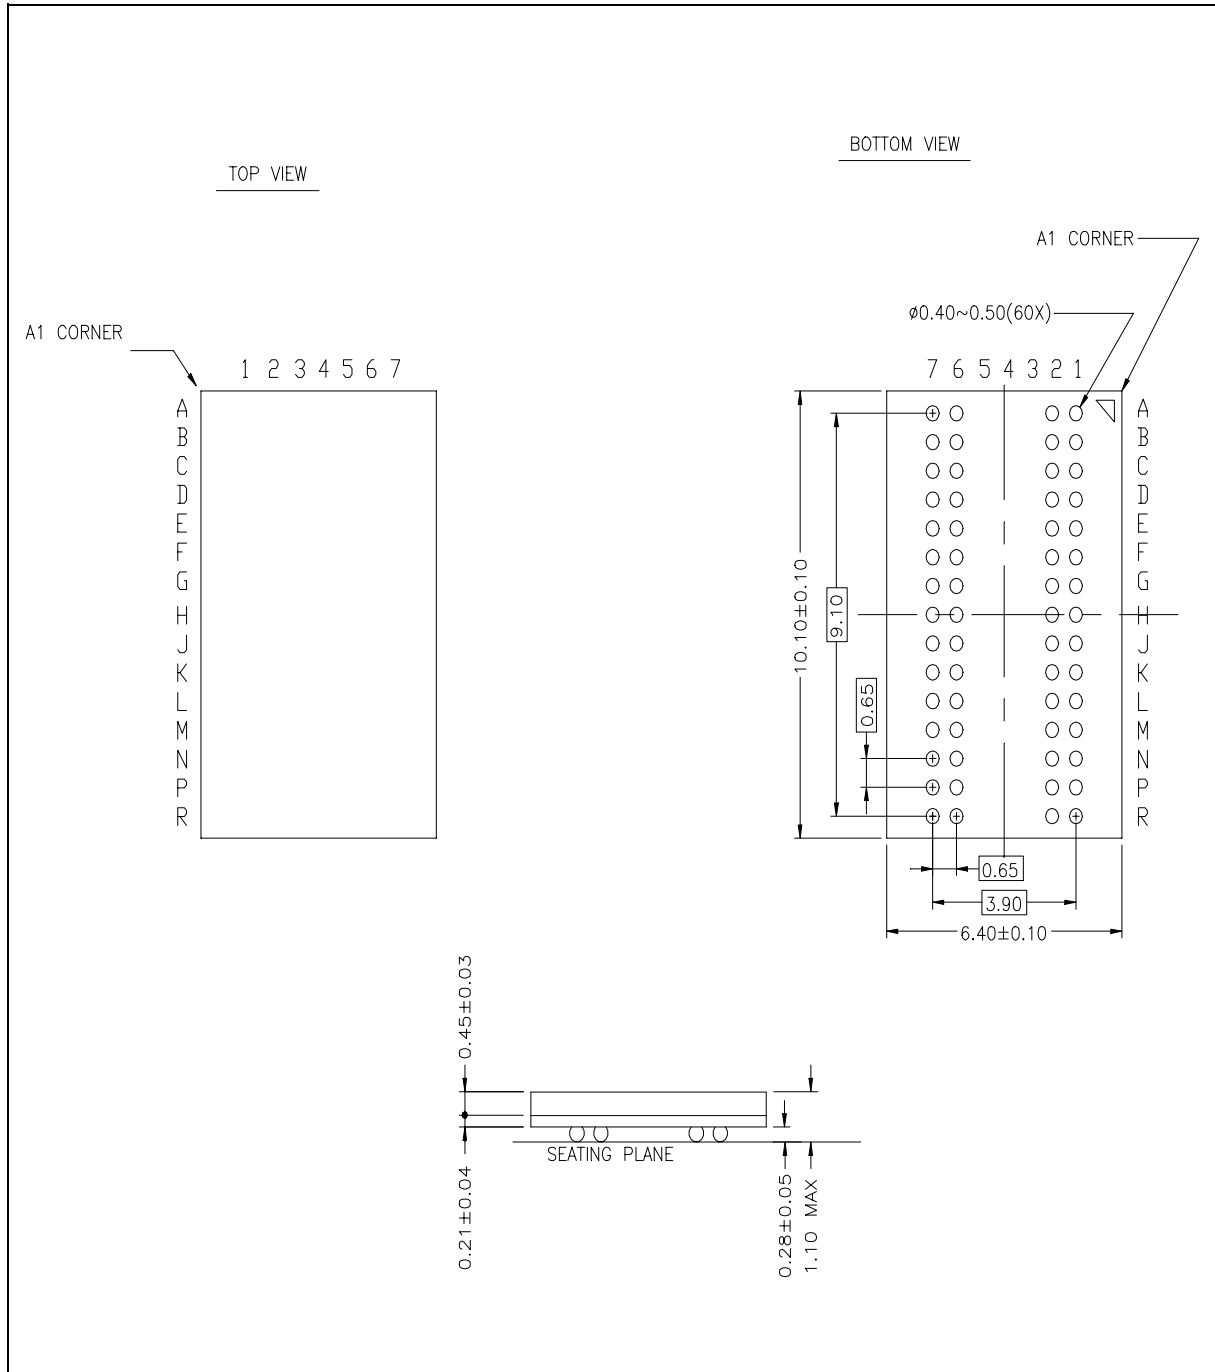 TOP VIEW
A1 CORNER
1 2 3 4 5 6 7
A
B
C
D
E
F
G
H
J
K
L
M
N
P
R
BOTTOM VIEW
A1 CORNER
ø0.40~0.50(60X)
7 6 5 4 3 2 1
A
B
C
D
E
F
G
H
J
K
L
M
N
P
R
10.10±0.10
9.10
0.65
0.65
3.90
6.40±0.10
0.45±0.03
0.21±0.04
SEATING PLANE
0.28±0.05
1.10 MAX